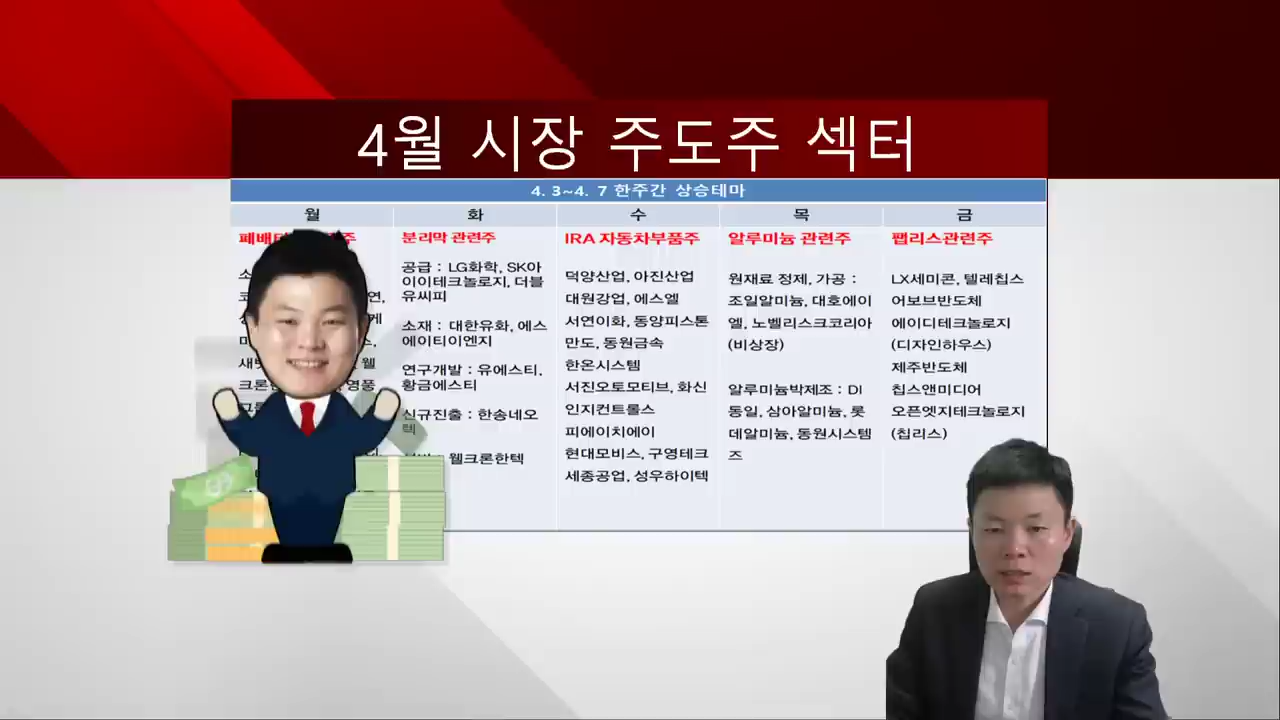 4월 시장 주도주 섹터
4. 3~4. 7 한주간 상승테마
월 화 수 목 금
분리막 관련주
공급 : LG화학, SK아
이이테크놀로지, 더블
유씨피
소재 : 대한유화, 에스
에이티이엔지
연구개발 : 유에스티,
황금에스티
신규진출 : 한송네오
텍
웰크론한텍
IRA 자동차부품주
덕양산업, 아진산업
대원강업, 에스엘
서연이화, 동양피스톤
만도, 동원금속
한온시스템
서진오토모티브, 화신
인지컨트롤스
피에이치에이
현대모비스, 구영테크
세종공업, 성우하이텍
알루미늄 관련주
원재료 정제, 가공 :
조일알미늄, 대호에이
엘, 노벨리스크코리아
(비상장)
알루미늄박제조 : DI
동일, 삼아알미늄, 롯
데알미늄, 동원시스템
즈
팹리스관련주
LX세미콘, 텔레칩스
어보브반도체
에이디테크놀로지
(디자인하우스)
제주반도체
칩스앤미디어
오픈엣지테크놀로지
(칩리스)